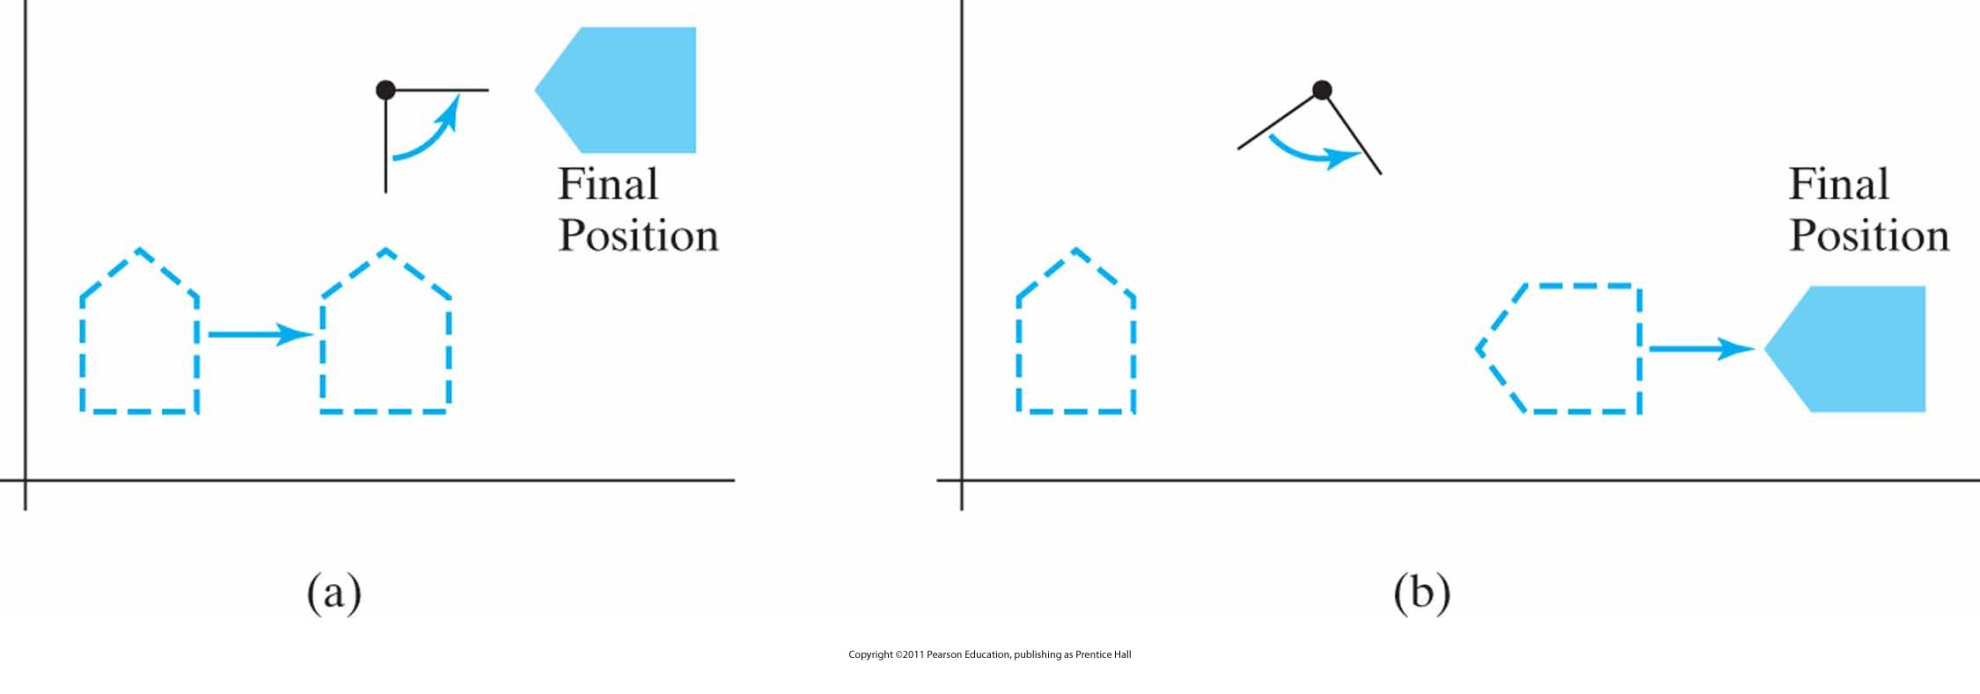 Final
Position
Final
Position
(a)
(b)
Copyright ©2011 Pearson Education, publishing as Prentice Hall